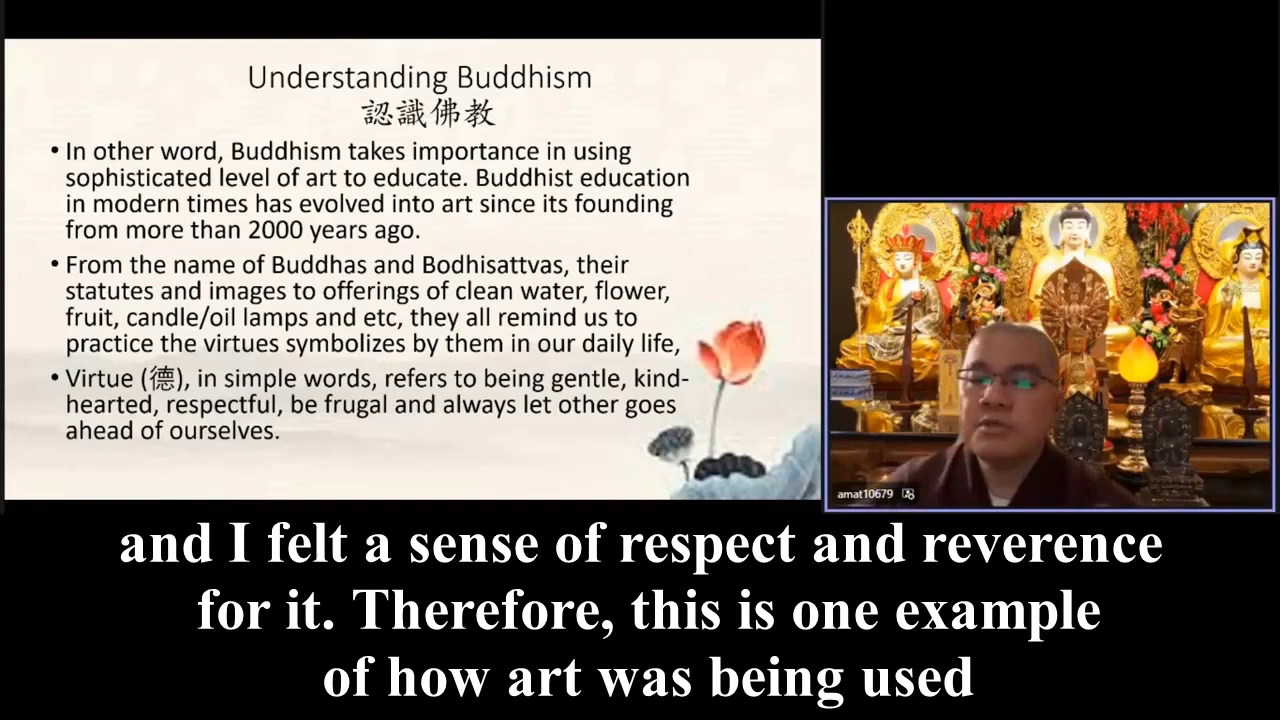 Understanding Buddhism
認識佛教
• In other word, Buddhism takes importance in using
sophisticated level of art to educate. Buddhist education
in modern times has evolved into art since its founding
from more than 2000 years ago.
• From the name of Buddhas and Bodhisattvas, their
statutes and images to offerings of clean water, flower,
fruit, candle/oil lamps and etc, they all remind us to
practice the virtues symbolizes by them in our daily life,
• Virtue (德), in simple words, refers to being gentle, kind-
hearted, respectful, be frugal and always let other goes
ahead of ourselves.
amat10679
and I felt a sense of respect and reverence
for it. Therefore, this is one example
of how art was being used